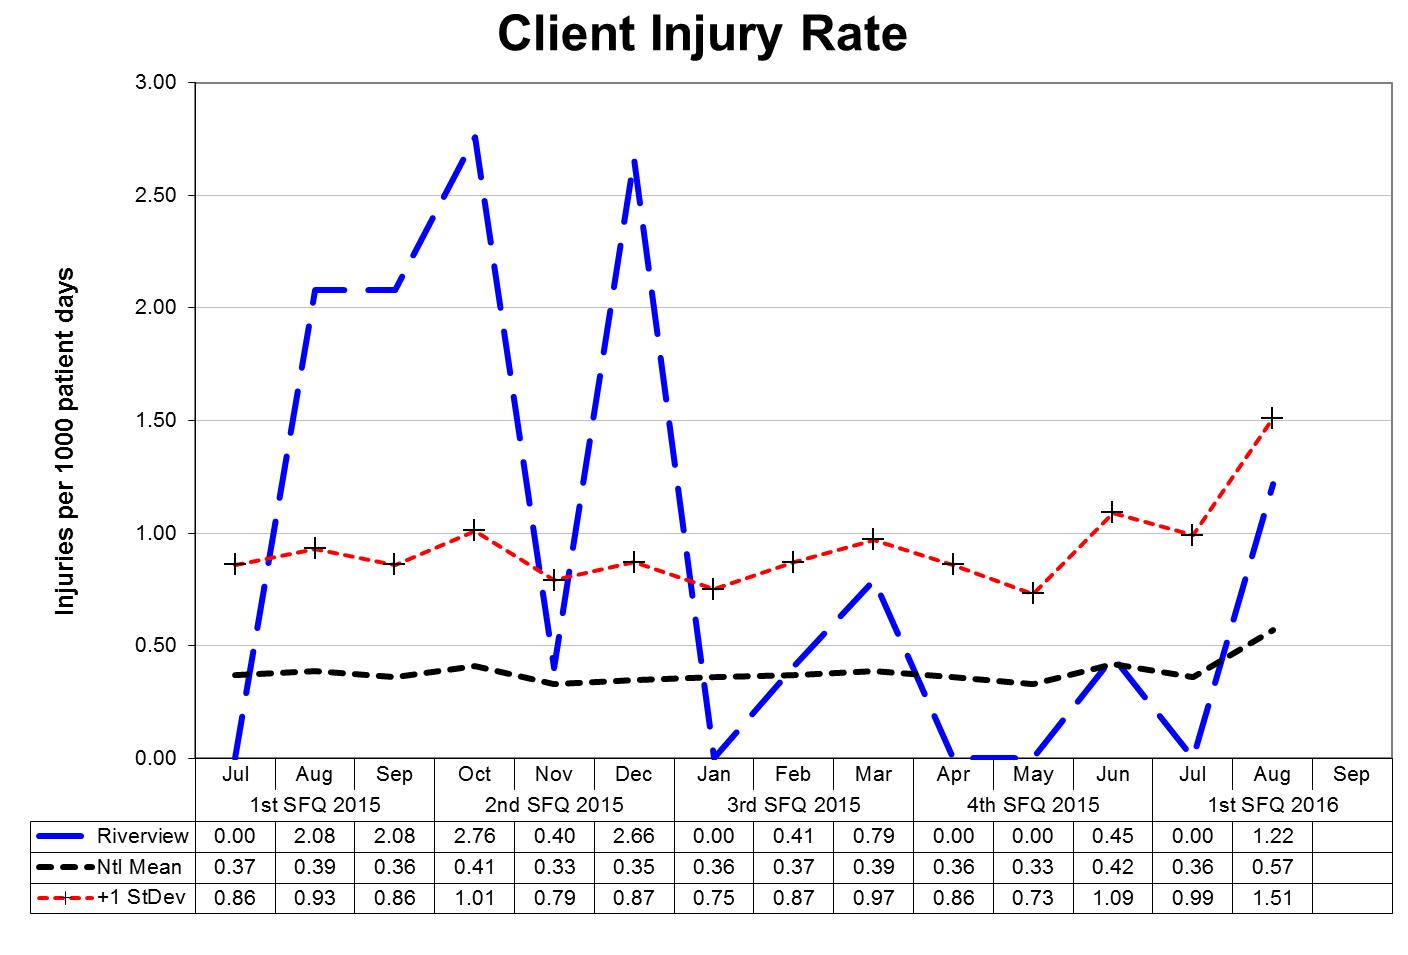 Client Injury Rate
3.00
2.50
2.00
1.50
1.00
0.50
0.00
Injuries per 1000 patient days
Jul Aug Sep Oct Nov Dec Jan Feb Mar Apr May Jun Jul Aug Sep
1st SFQ 2015 2nd SFQ 2015 3rd SFQ 2015 4th SFQ 2015 1st SFQ 2016
Riverview 0.00 2.08 2.08 2.76 0.40 2.66 0.00 0.41 0.79 0.00 0.00 0.45 0.00 1.22
Ntl Mean 0.37 0.39 0.36 0.41 0.33 0.35 0.36 0.37 0.39 0.36 0.33 0.42 0.36 0.57
+1 StDev 0.86 0.93 0.86 1.01 0.79 0.87 0.75 0.87 0.97 0.86 0.73 1.09 0.99 1.51